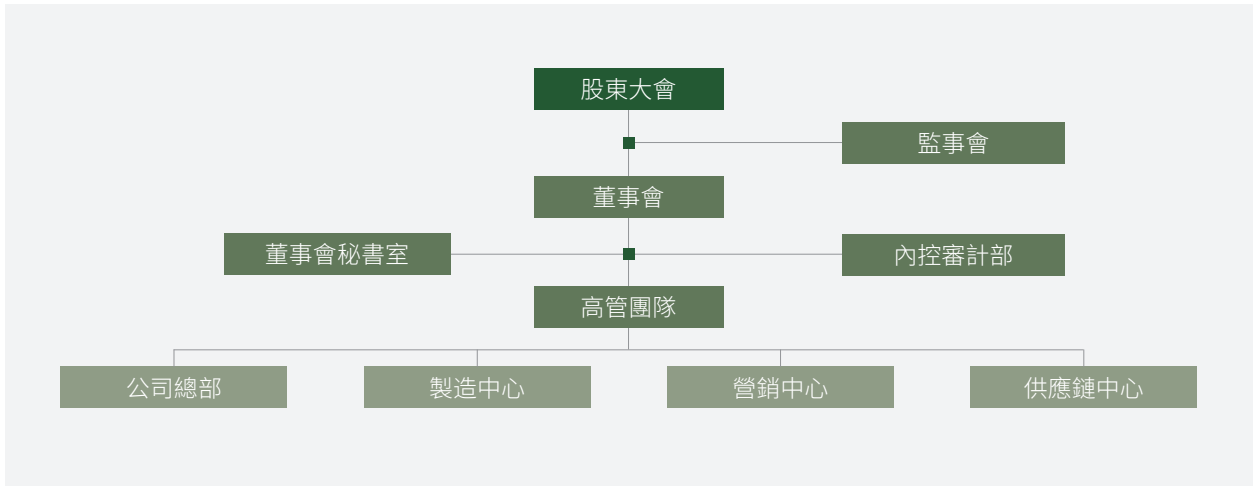 股東大會
監事會
董事會
董事會秘書室
內控審計部
高管團隊
公司總部
製造中心
營銷中心
供應鏈中心